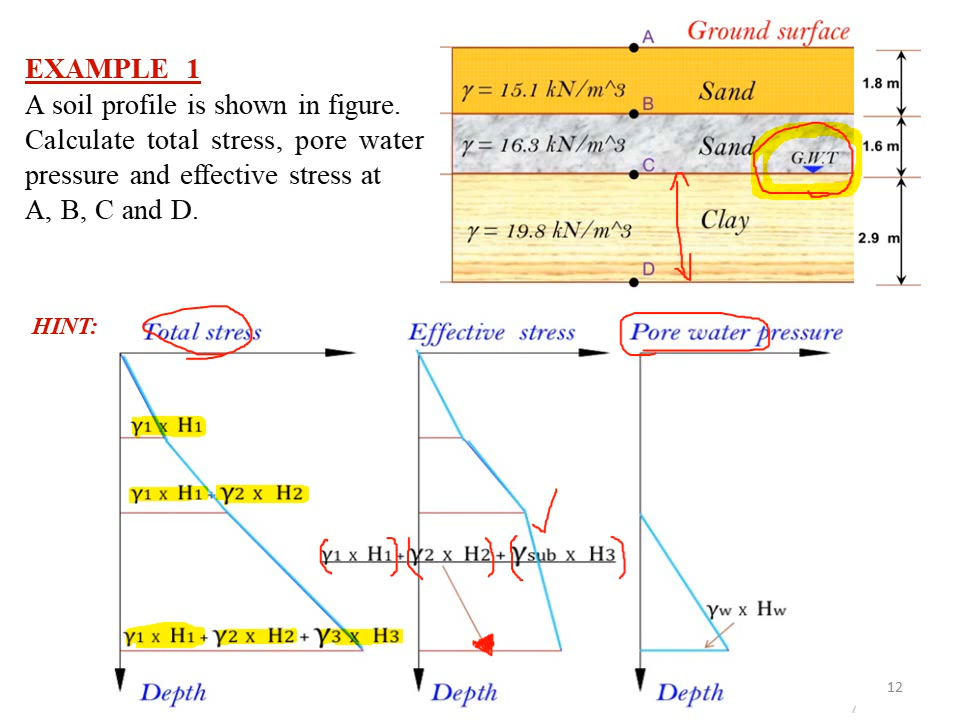 EXAMPLE 1
A soil profile is shown in figure.
Calculate total stress, pore water
pressure and effective stress at
A, B, C and D.
Ground surface
A
γ = 15.1 kN/m^3
Sand
1.8 m
B
γ = 16.3 kN/m^3
Sand
G.W.T
1.6 m
C
γ = 19.8 kN/m^3
Clay
2.9 m
D
HINT:
Total stress
Effective stress
Pore water pressure
γ1 x H1
γ1 x H1 + γ2 x H2
γ1 x H1 + γ2 x H2 + γsub x H3
γw x Hw
γ1 x H1 + γ2 x H2 + γ3 x H3
Depth
Depth
Depth
12